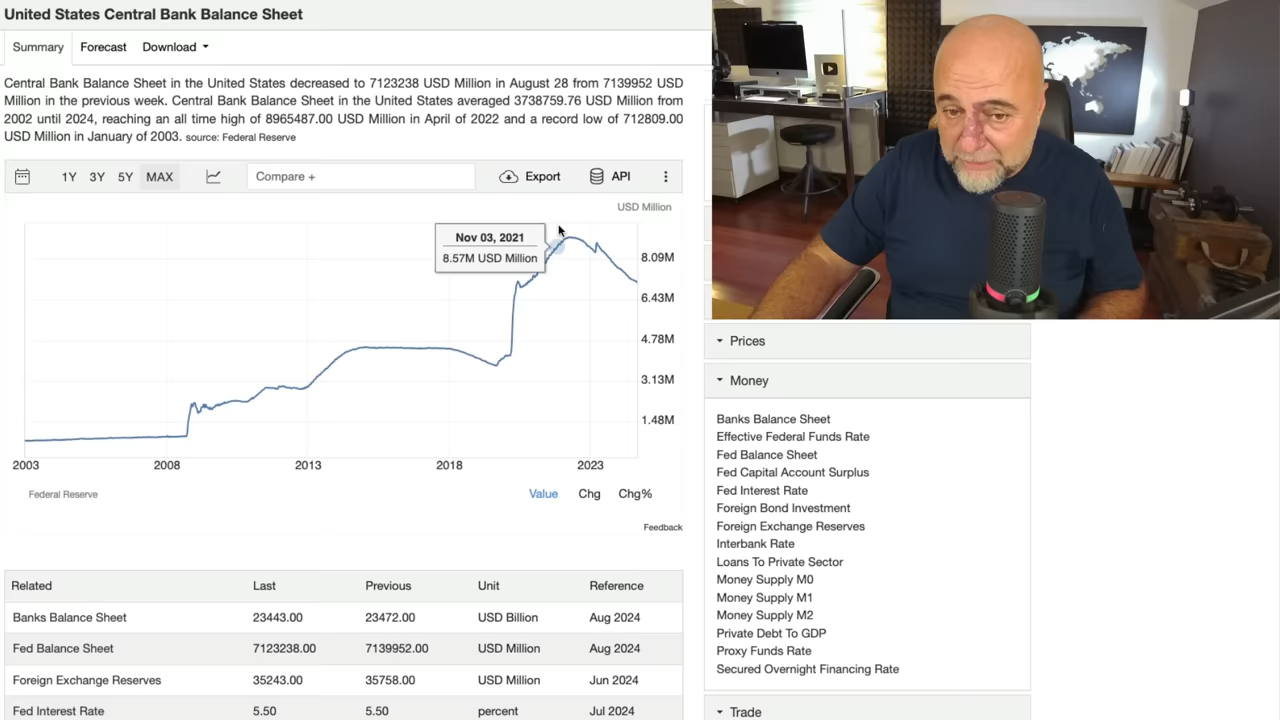 United States Central Bank Balance Sheet
Summary Forecast Download
Central Bank Balance Sheet in the United States decreased to 7123238 USD Million in August 28 from 7139952 USD
Million in the previous week. Central Bank Balance Sheet in the United States averaged 3738759.76 USD Million from
2002 until 2024, reaching an all time high of 8965487.00 USD Million in April of 2022 and a record low of 712809.00
USD Million in January of 2003. source: Federal Reserve
1Y 3Y 5Y MAX Compare + Export API
USD Million
Nov 03, 2021
8.57M USD Million
8.09M
6.43M
4.78M
3.13M
1.48M
2003 2008 2013 2018 2023
Federal Reserve Value Chg Chg%
Feedback
Related Last Previous Unit Reference
Banks Balance Sheet 23443.00 23472.00 USD Billion Aug 2024
Fed Balance Sheet 7123238.00 7139952.00 USD Million Aug 2024
Foreign Exchange Reserves 35243.00 35758.00 USD Million Jun 2024
Fed Interest Rate 5.50 5.50 percent Jul 2024
Prices
Money
Banks Balance Sheet
Effective Federal Funds Rate
Fed Balance Sheet
Fed Capital Account Surplus
Fed Interest Rate
Foreign Bond Investment
Foreign Exchange Reserves
Interbank Rate
Loans To Private Sector
Money Supply M0
Money Supply M1
Money Supply M2
Private Debt To GDP
Proxy Funds Rate
Secured Overnight Financing Rate
Trade